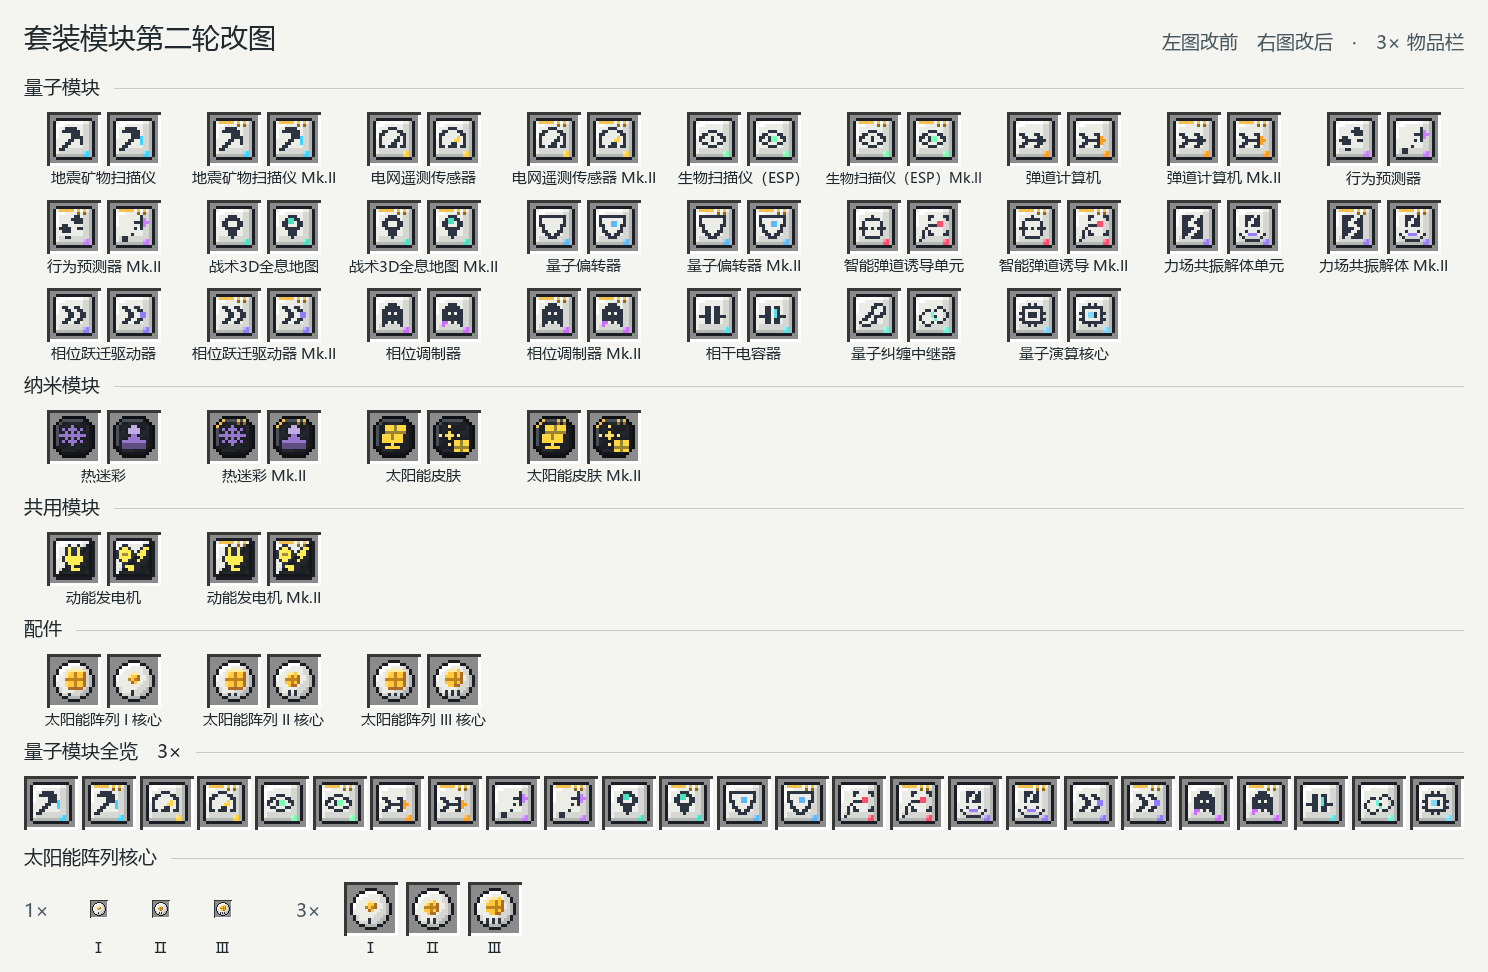 套装模块第二轮改图
左图改前 右图改后 · 3× 物品栏
量子模块
地震矿物扫描仪 地震矿物扫描仪 Mk.II 电网遥测传感器 电网遥测传感器 Mk.II 生物扫描仪（ESP） 生物扫描仪（ESP）Mk.II 弹道计算机 弹道计算机 Mk.II 行为预测器
行为预测器 Mk.II 战术3D全息地图 战术3D全息地图 Mk.II 量子偏转器 量子偏转器 Mk.II 智能弹道诱导单元 智能弹道诱导 Mk.II 力场共振解体单元 力场共振解体 Mk.II
相位跃迁驱动器 相位跃迁驱动器 Mk.II 相位调制器 相位调制器 Mk.II 相干电容器 量子纠缠中继器 量子演算核心
纳米模块
热迷彩 热迷彩 Mk.II 太阳能皮肤 太阳能皮肤 Mk.II
共用模块
动能发电机 动能发电机 Mk.II
配件
太阳能阵列 I 核心 太阳能阵列 II 核心 太阳能阵列 III 核心
量子模块全览 3×
太阳能阵列核心
1× 3×
I II III I II III